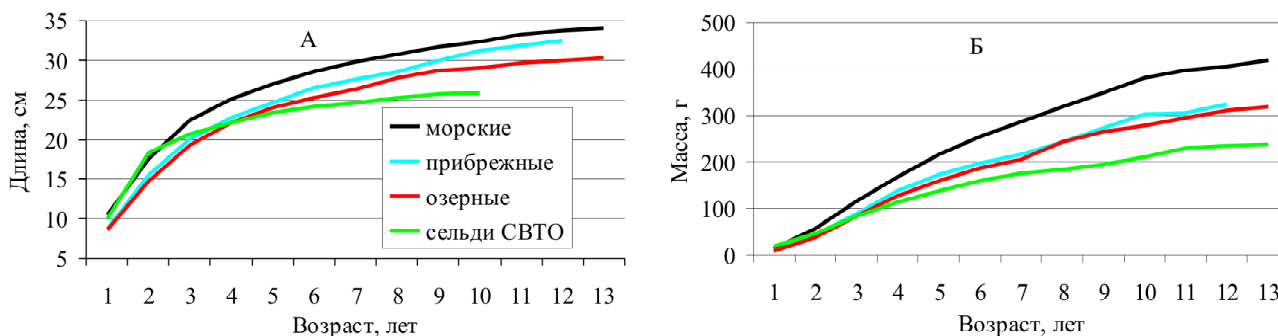 А
35
30
25
20
15
10
5
Длина, см
морские
прибрежные
озерные
сельди СВТО
1 2 3 4 5 6 7 8 9 10 11 12 13
Возраст, лет
Б
500
400
300
200
100
0
Масса, г
1 2 3 4 5 6 7 8 9 10 11 12 13
Возраст, лет